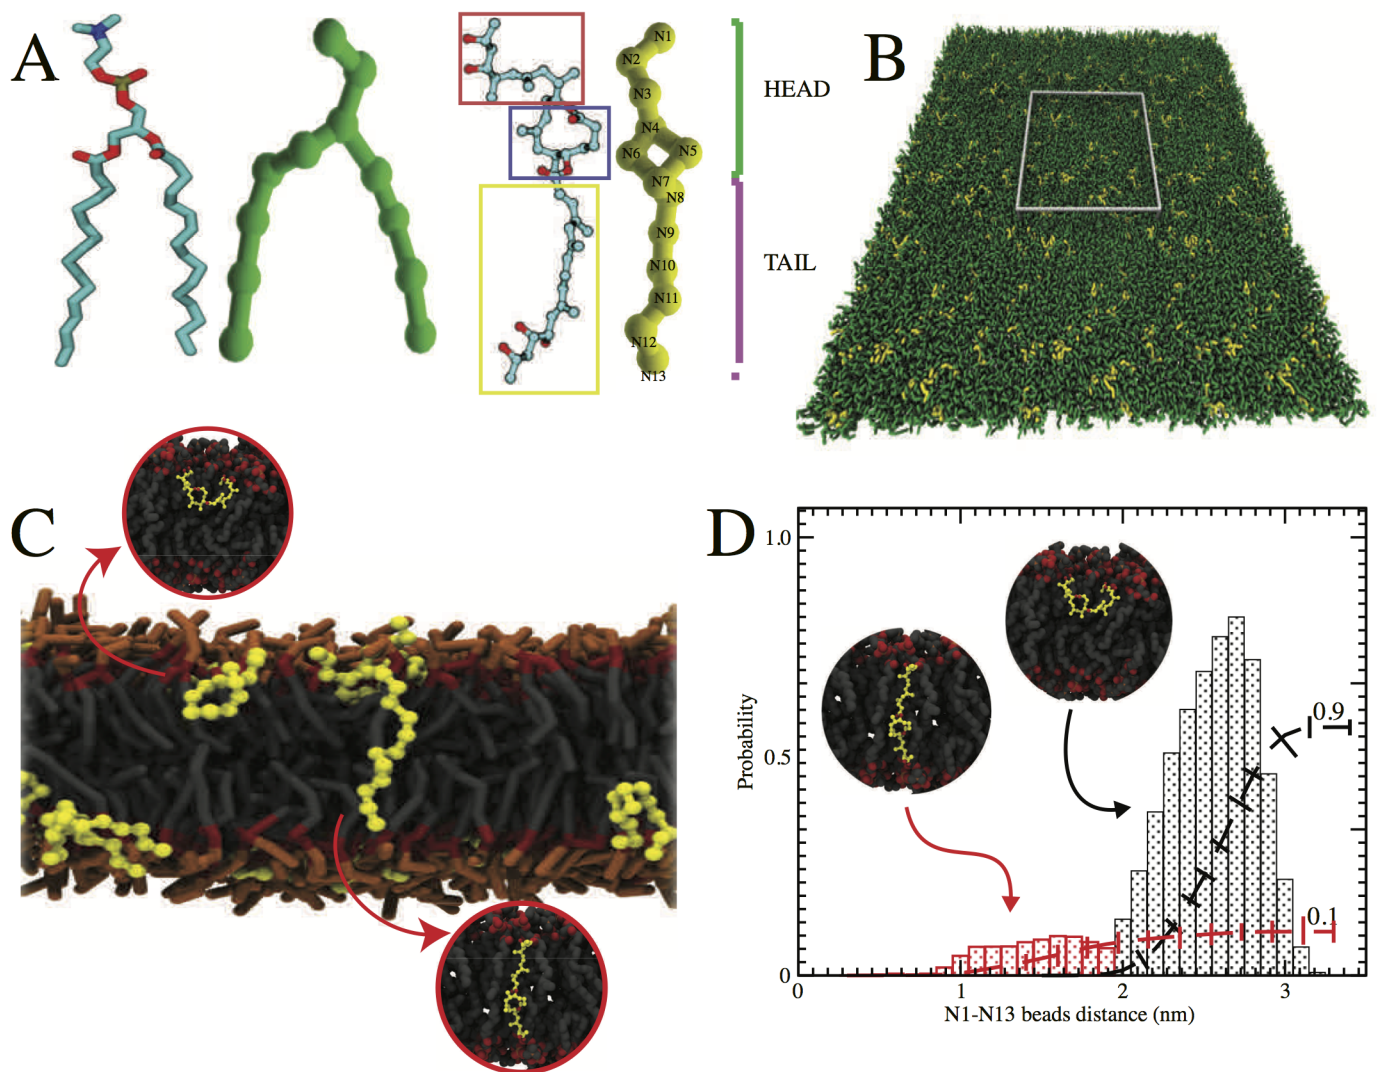 A
N1
N2
N3
N4
N6
N5
N7
N8
N9
N10
N11
N12
N13
HEAD
TAIL
B
C
D
1.0
Probability
0.5
0
0.9
0.1
0
1
2
3
N1-N13 beads distance (nm)